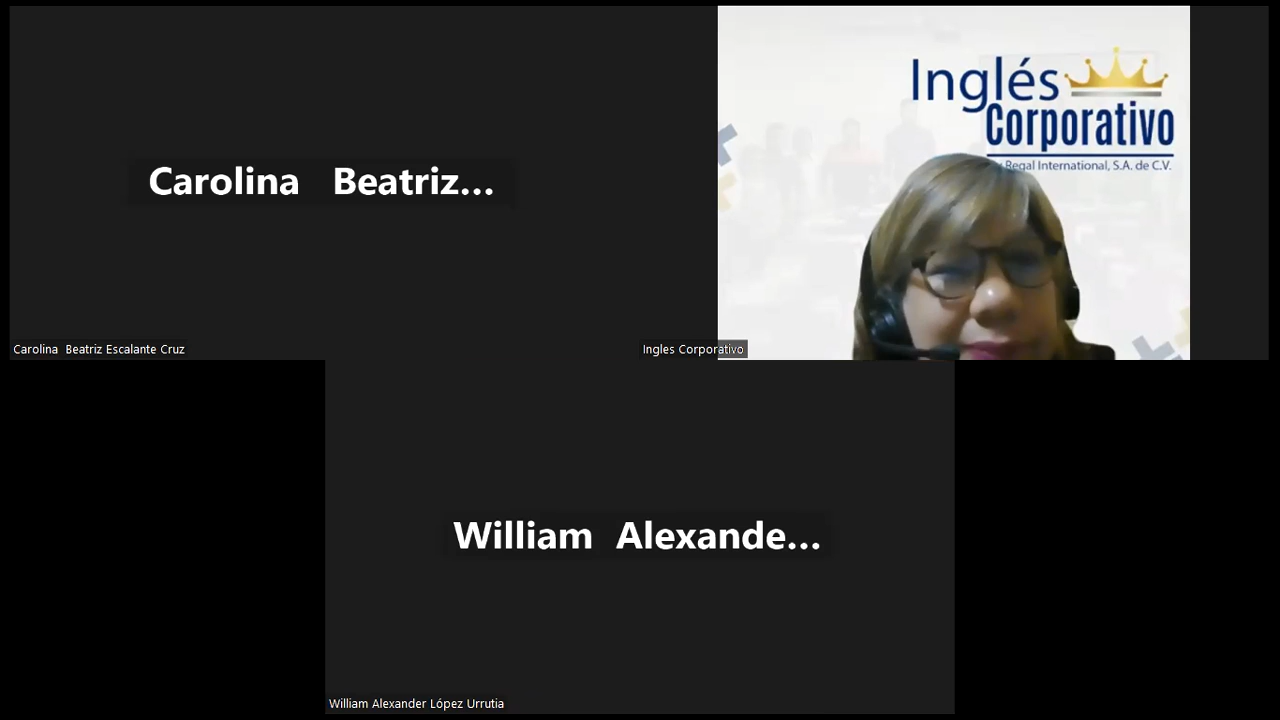 Carolina Beatriz...
Carolina Beatriz Escalante Cruz
Inglés
Corporativo
Regal International, S.A. de C.V.
Ingles Corporativo
William Alexande...
William Alexander López Urrutia